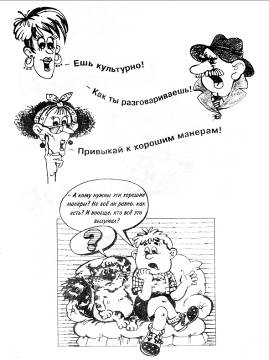 – Ешь культурно!
– Как ты разговариваешь!
– Привыкай к хорошим манерам!
– А кому нужны эти хорошие
манеры? Не всё ли равно, как
есть? И вообще, кто всё это
выдумал?
?